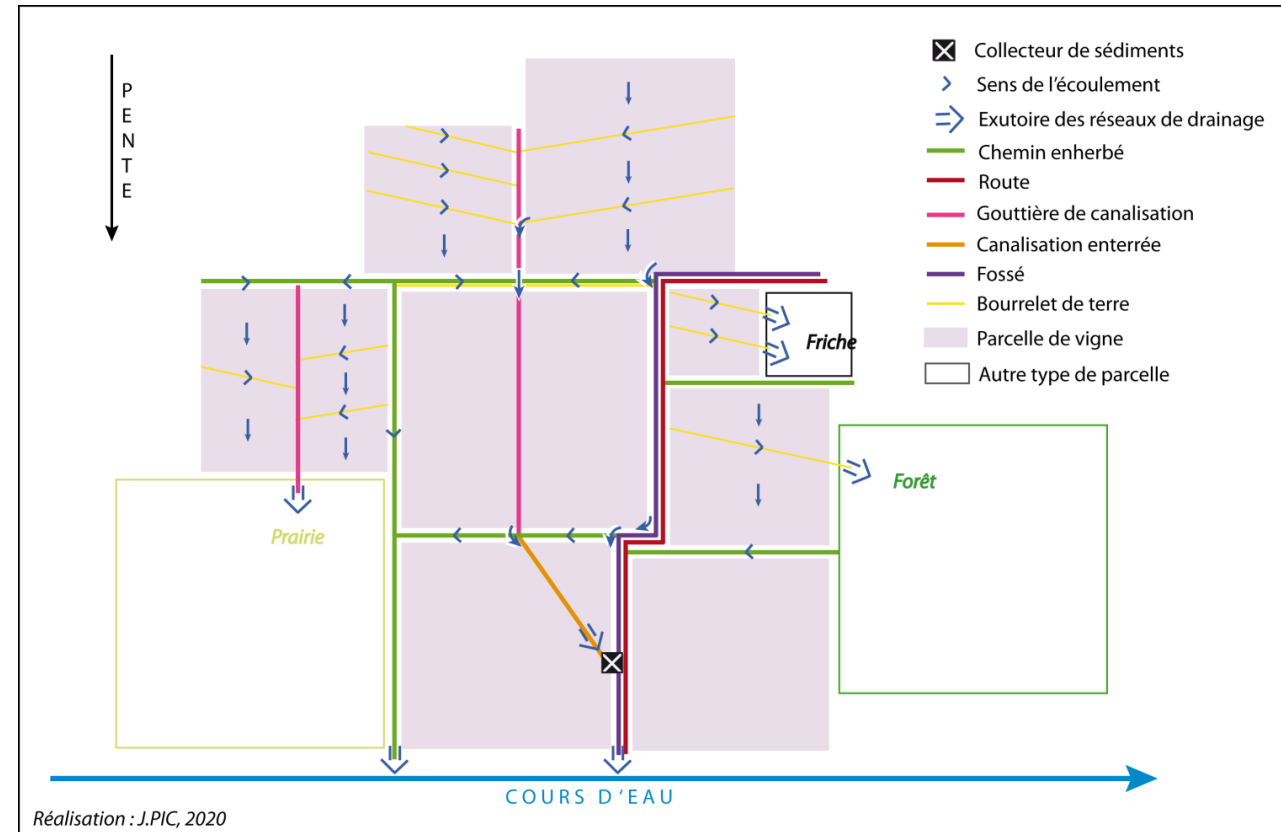 PENTE
Collecteur de sédiments
Sens de l'écoulement
Exutoire des réseaux de drainage
Chemin enherbé
Route
Gouttière de canalisation
Canalisation enterrée
Fossé
Bourrelet de terre
Parcelle de vigne
Autre type de parcelle
Friche
Forêt
Prairie
COURS D'EAU
Réalisation : J.PIC, 2020